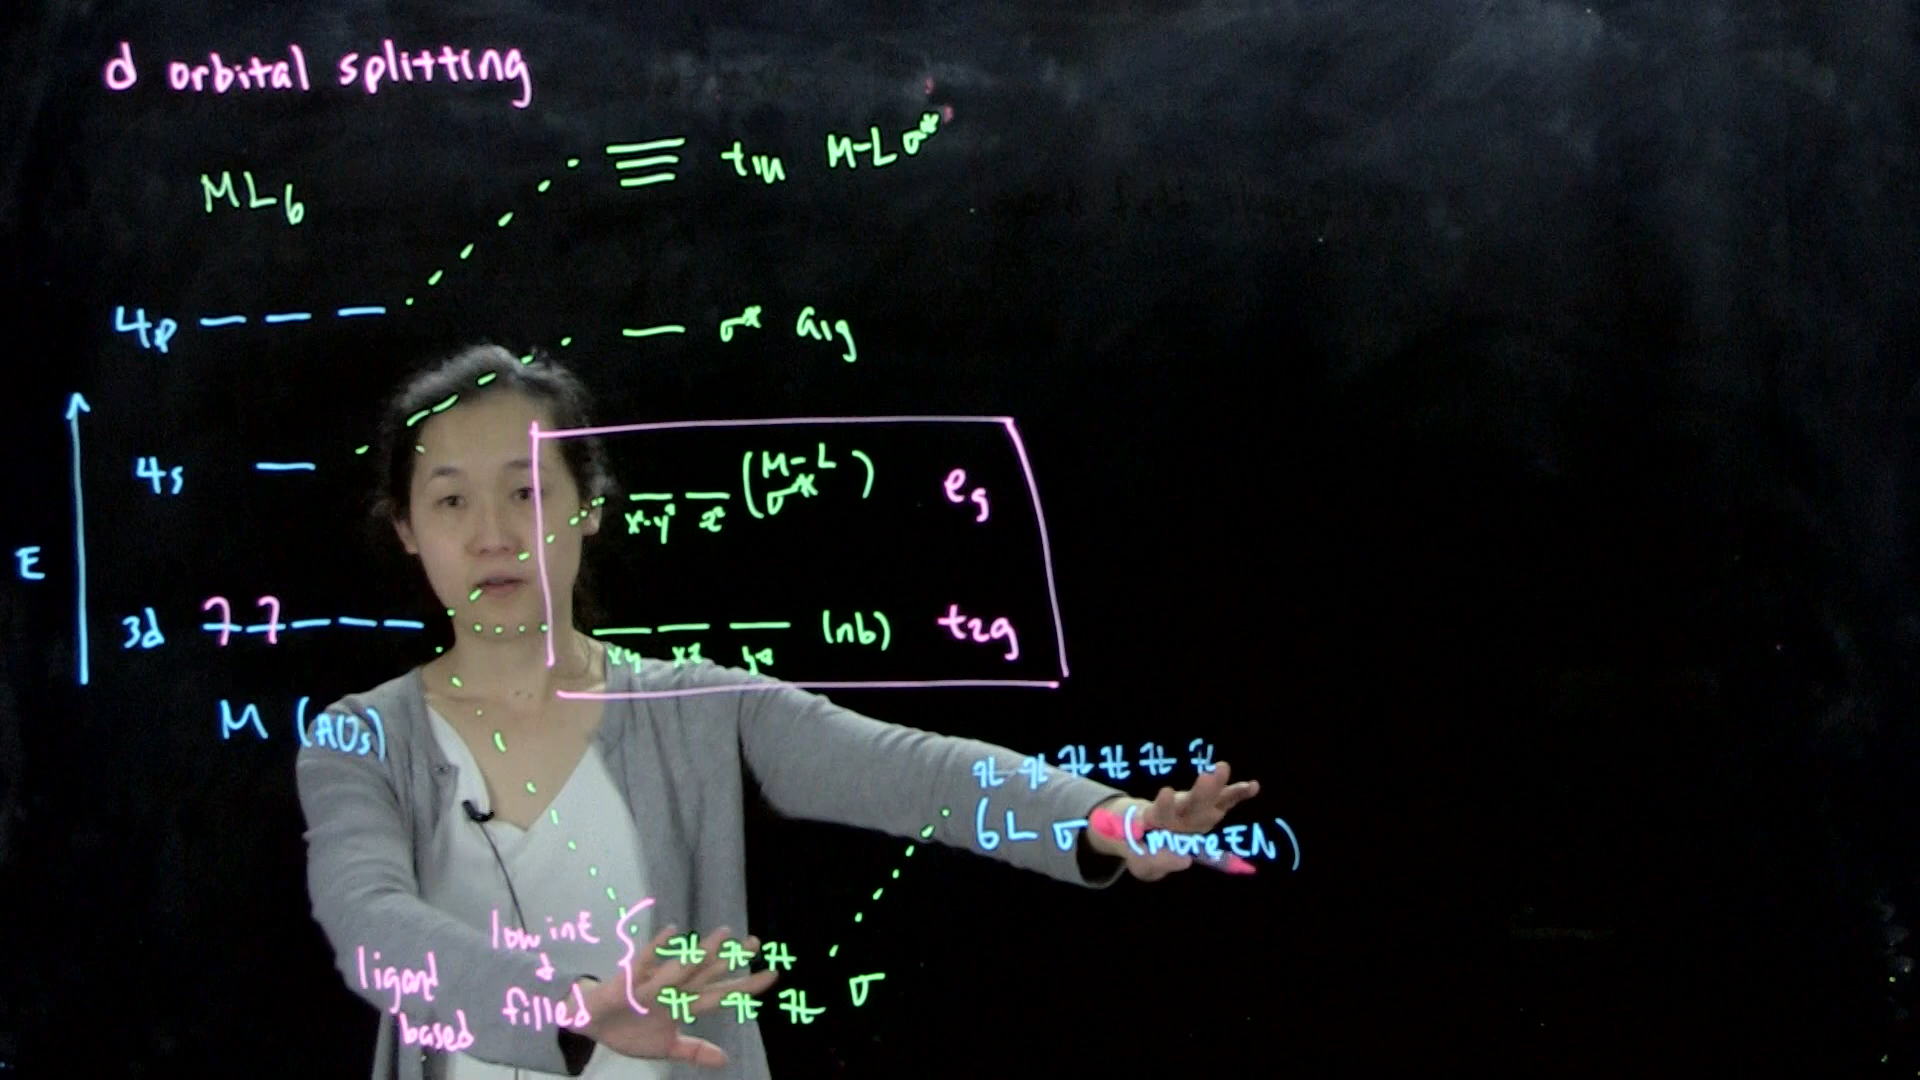 d orbital splitting
t1u M-L σ*
ML6
4p
σ* a1g
4s
(M-L σ*) eg
x²-y² z²
E
3d
(nb) t2g
xy xz yz
M (AOs)
6L σ (more EN)
low in E
& filled
ligand
based
σ